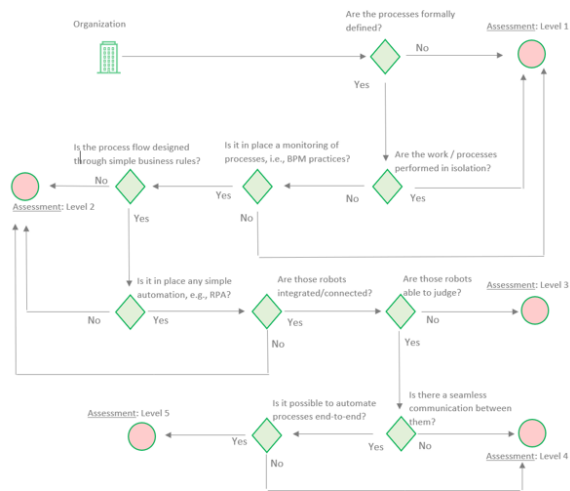 Organization
Are the processes formally
defined?
Assessment: Level 1
No
Yes
Is the process flow designed
through simple business rules?
Is it in place a monitoring of
processes, i.e., BPM practices?
Are the work / processes
performed in isolation?
No
Yes
No
No
Yes
Assessment: Level 2
Yes
Is it in place any simple
automation, e.g., RPA?
Are those robots
integrated/connected?
Are those robots
able to judge?
Assessment: Level 3
No
Yes
Yes
No
No
Yes
Is it possible to automate
processes end-to-end?
Is there a seamless
communication between
them?
Assessment: Level 5
Yes
Yes
No
No
Assessment: Level 4